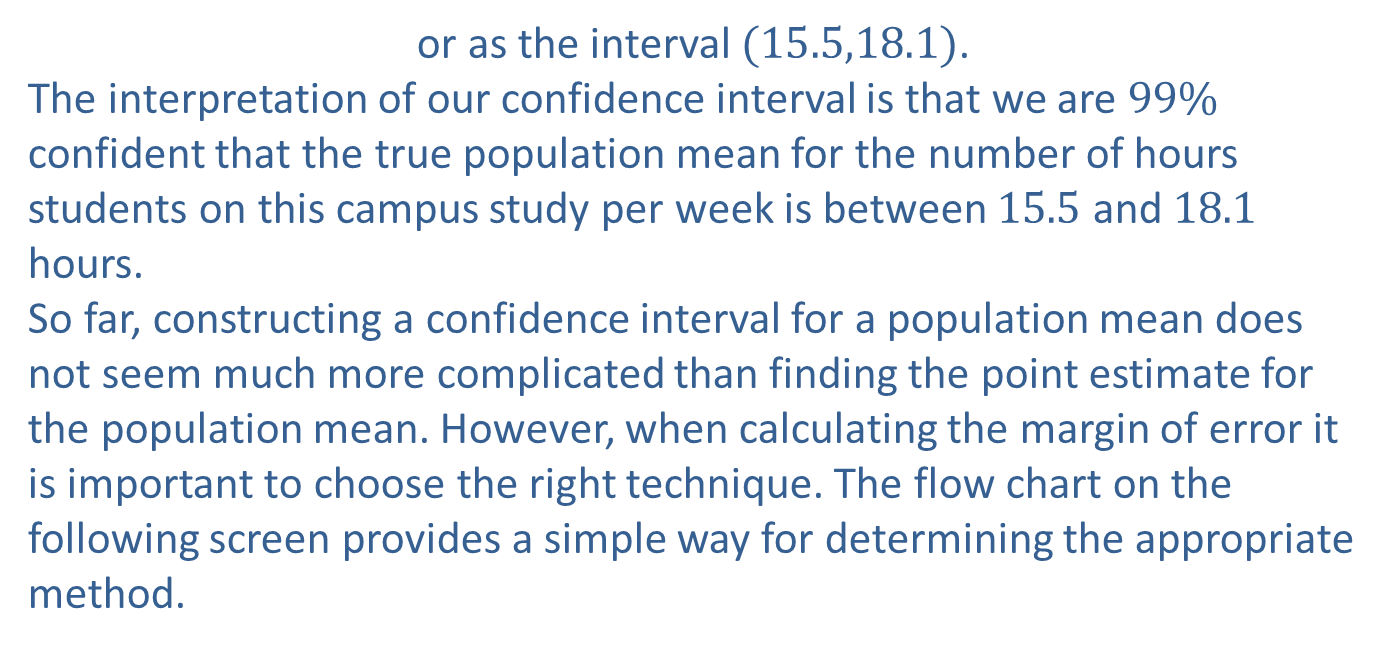 or as the interval (15.5,18.1).
The interpretation of our confidence interval is that we are 99%
confident that the true population mean for the number of hours
students on this campus study per week is between 15.5 and 18.1
hours.
So far, constructing a confidence interval for a population mean does
not seem much more complicated than finding the point estimate for
the population mean. However, when calculating the margin of error it
is important to choose the right technique. The flow chart on the
following screen provides a simple way for determining the appropriate
method.